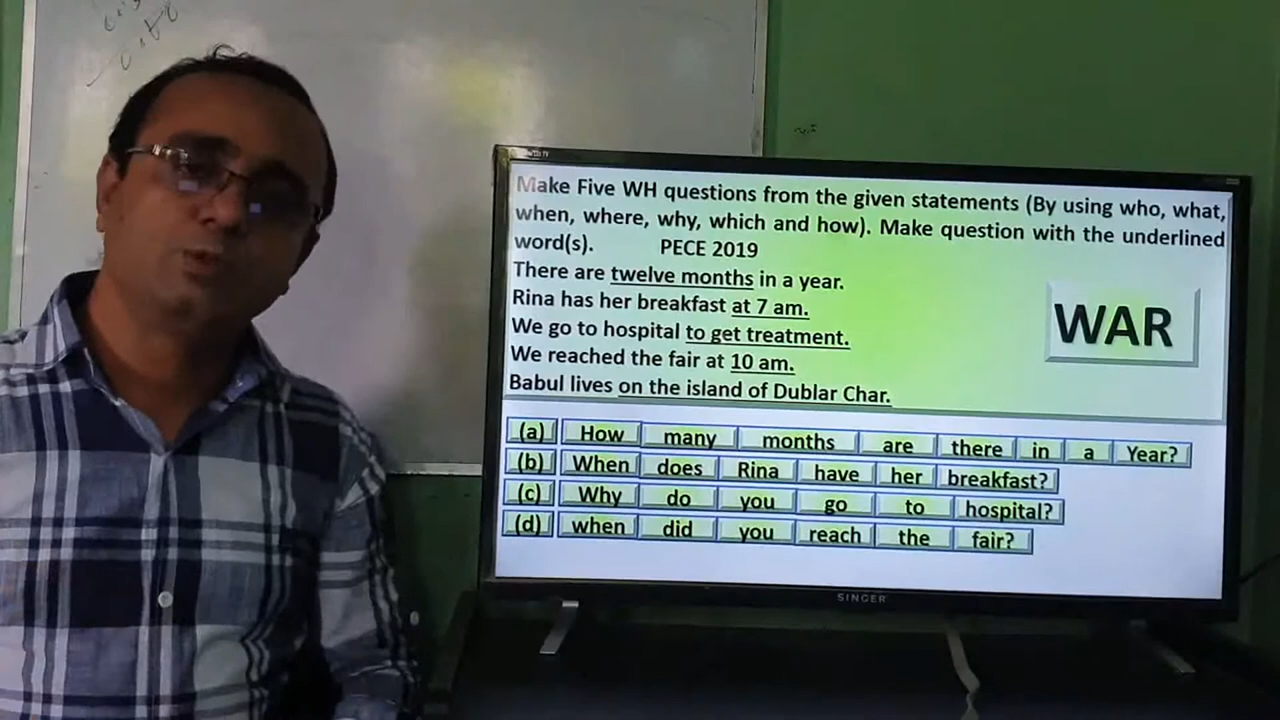 Make Five WH questions from the given statements (By using who, what,
when, where, why, which and how). Make question with the underlined
word(s). PECE 2019
There are twelve months in a year.
Rina has her breakfast at 7 am.
We go to hospital to get treatment.
We reached the fair at 10 am.
Babul lives on the island of Dublar Char.
WAR
(a) How many months are there in a Year?
(b) When does Rina have her breakfast?
(c) Why do you go to hospital?
(d) when did you reach the fair?
SINGER